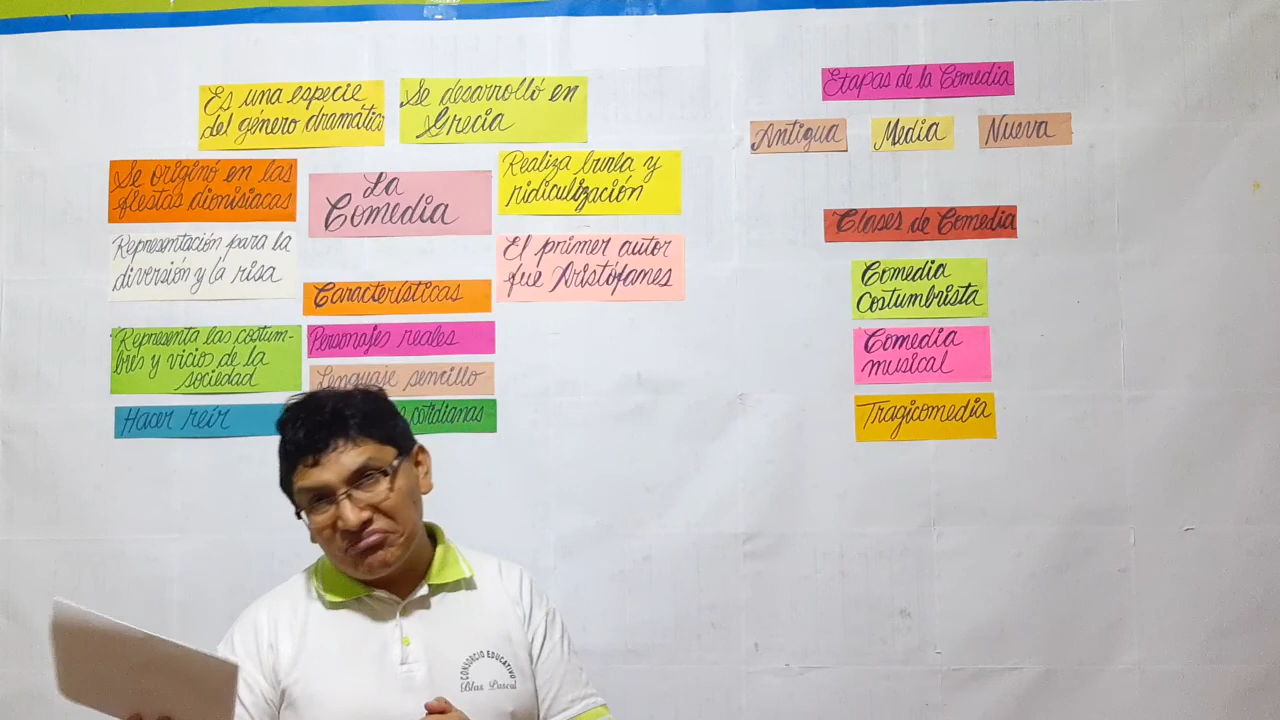 Es una especie
del género dramático
Se desarrolló en
Grecia
Se originó en las
fiestas dionisiacas
La
Comedia
Realiza burla y
ridiculización
Representación para la
diversión y la risa
El primer autor
fue Aristófanes
Características
Representa las costum-
bres y vicios de la
sociedad
Personajes reales
Lenguaje sencillo
Hacer reír
cotidianas
Etapas de la Comedia
Antigua
Media
Nueva
Clases de Comedia
Comedia
Costumbrista
Comedia
musical
Tragicomedia
CONSORCIO EDUCATIVO
Blas Pascal